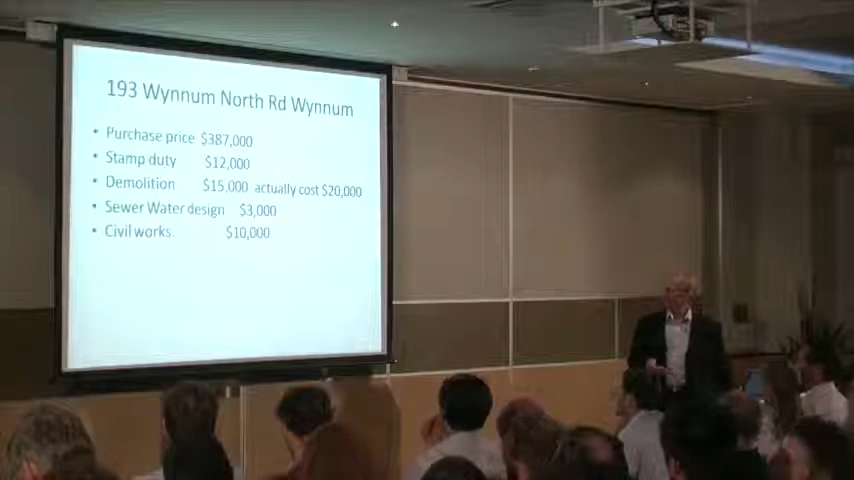 193 Wynnum North Rd Wynnum
• Purchase price $387,000
• Stamp duty $12,000
• Demolition $15,000 actually cost $20,000
• Sewer Water design $3,000
• Civil works. $10,000